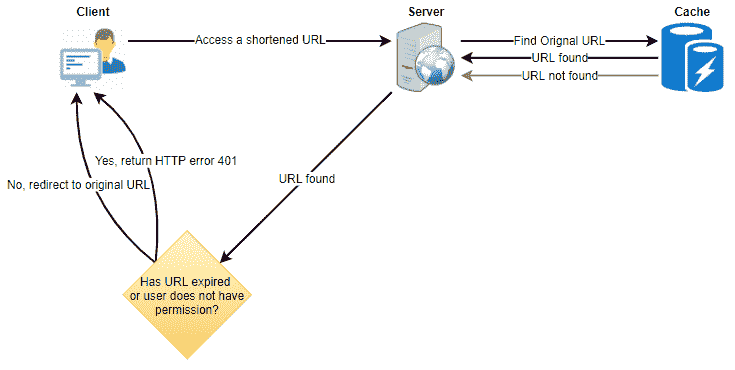 Client
Server
Cache
Access a shortened URL
Find Orignal URL
URL found
URL not found
Yes, return HTTP error 401
No, redirect to original URL
URL found
Has URL expired
or user does not have
permission?